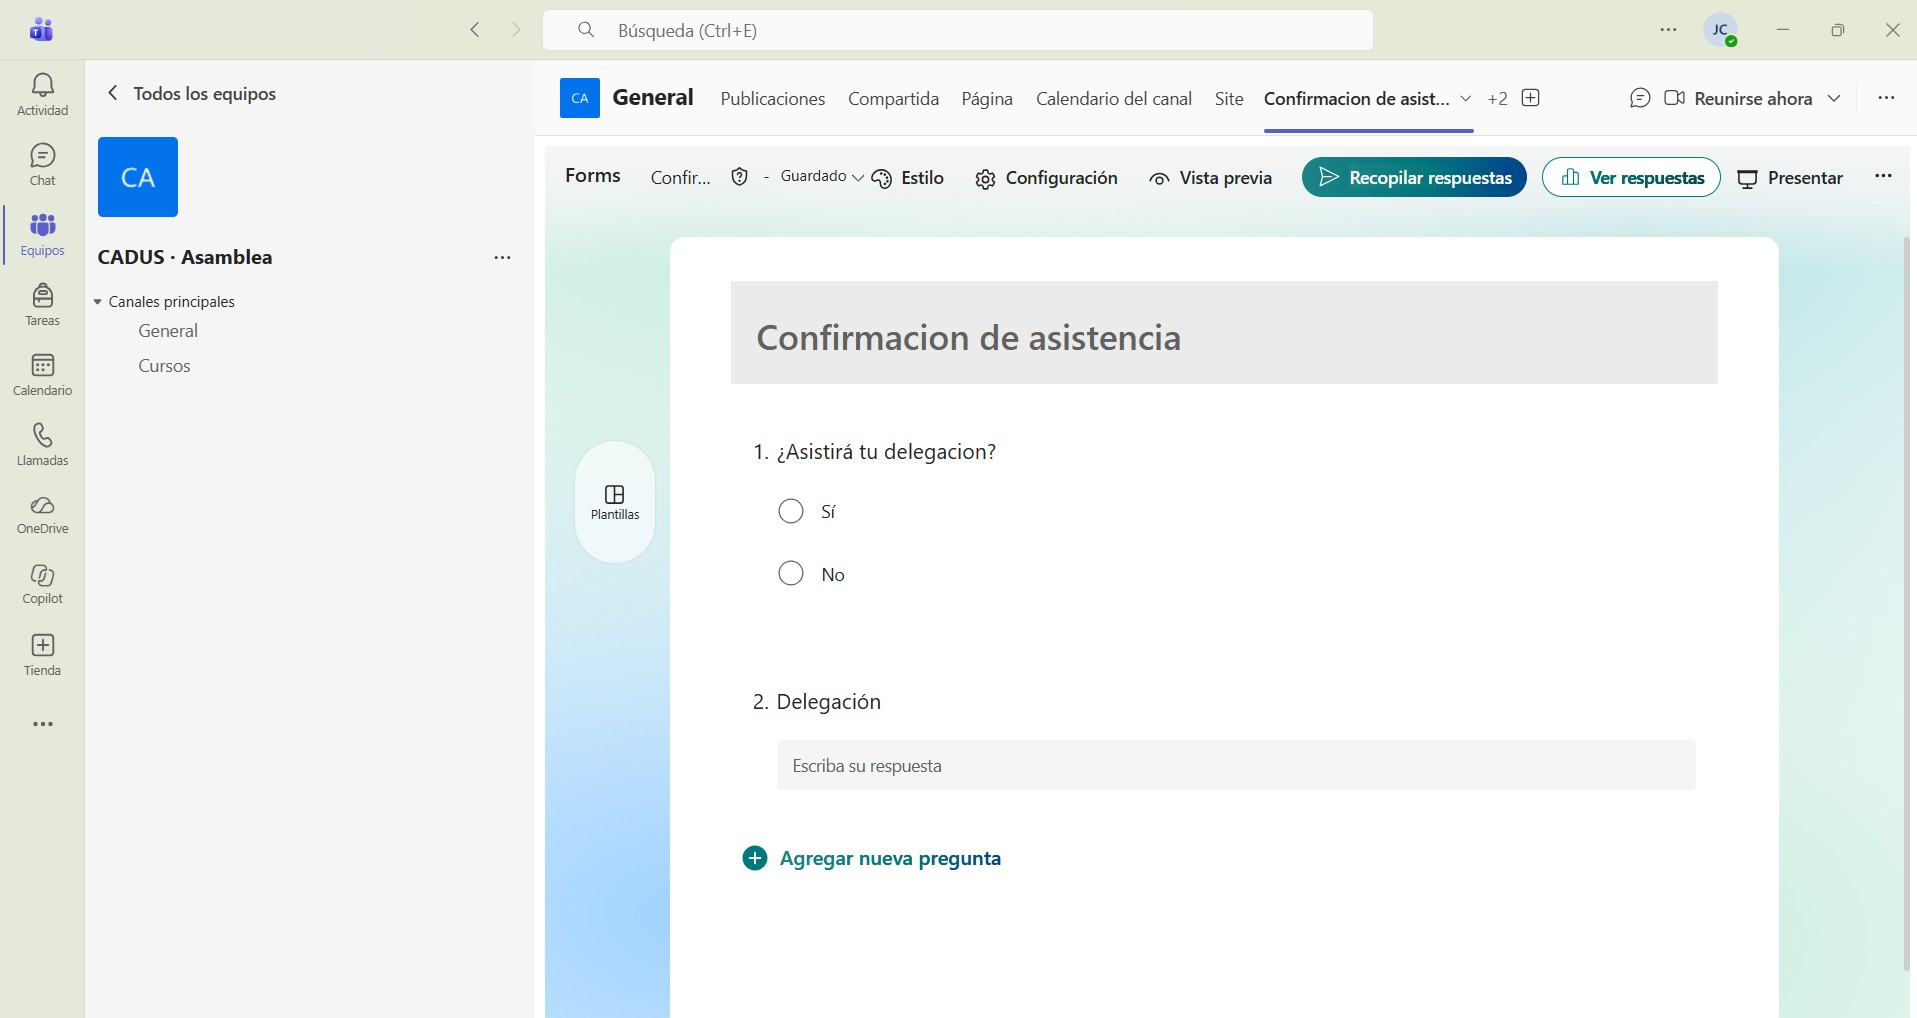 Búsqueda (Ctrl+E)
JC
Actividad
Chat
Equipos
Tareas
Calendario
Llamadas
OneDrive
Copilot
Tienda
Todos los equipos
CA
CADUS · Asamblea
Canales principales
General
Cursos
CA General Publicaciones Compartida Página Calendario del canal Site Confirmacion de asist... +2 Reunirse ahora
Forms Confir... - Guardado Estilo Configuración Vista previa Recopilar respuestas Ver respuestas Presentar
Plantillas
Confirmacion de asistencia
1. ¿Asistirá tu delegacion?
Sí
No
2. Delegación
Escriba su respuesta
Agregar nueva pregunta